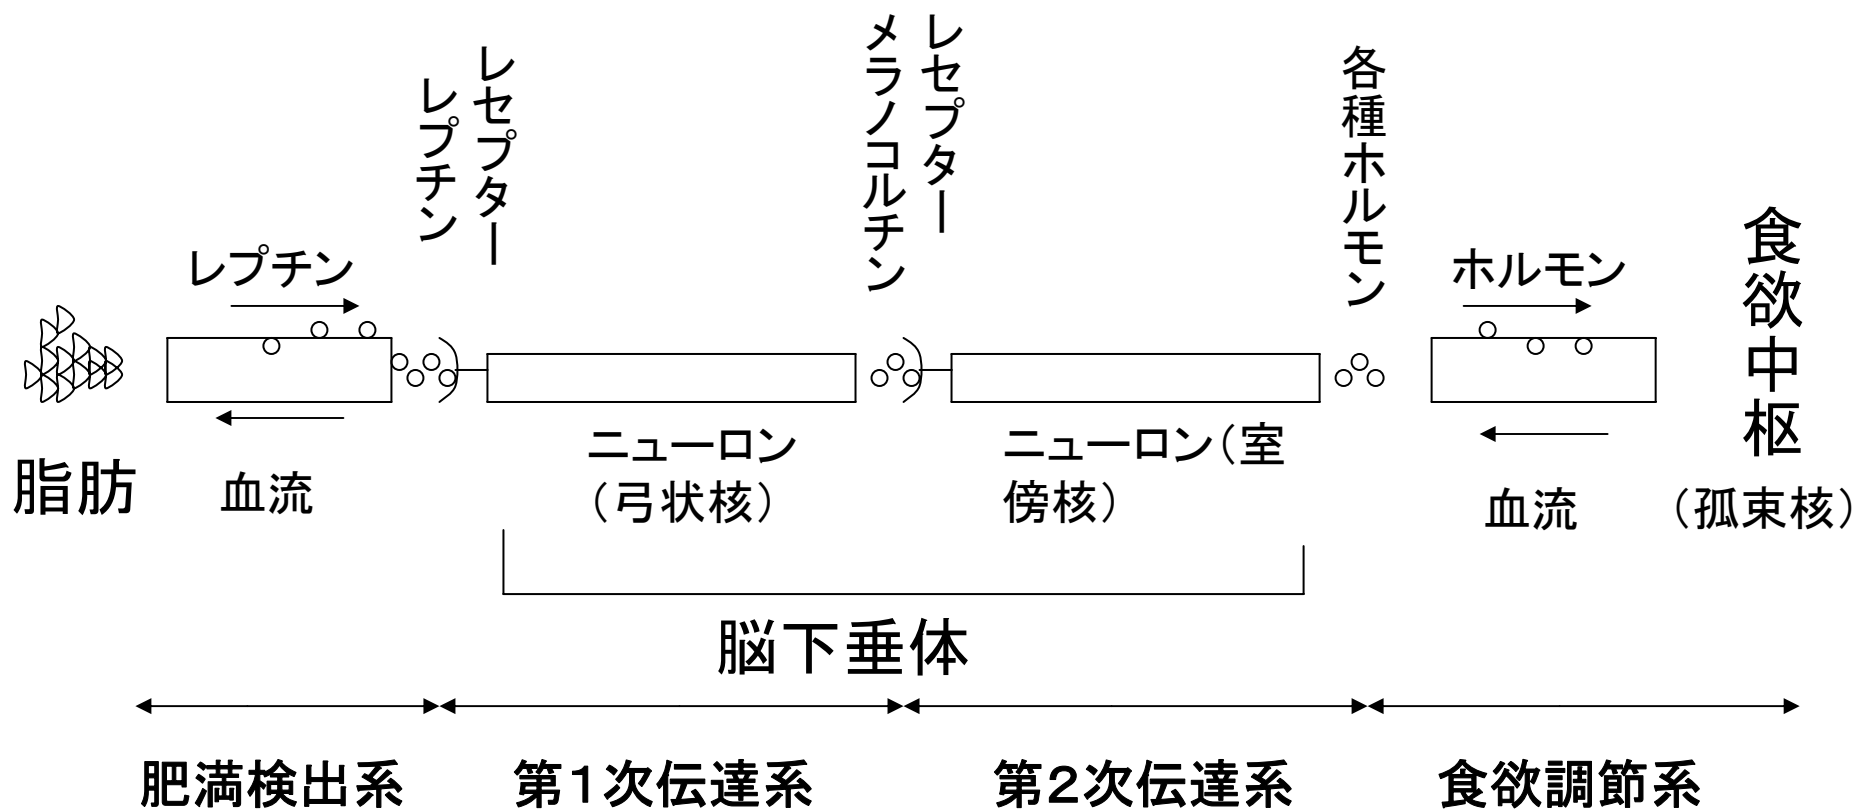 レプチン
レセプター
メラノコルチン
レセプター
各種ホルモン
レプチン
ホルモン
食欲中枢
(孤束核)
脂肪
血流
ニューロン
(弓状核)
ニューロン(室
傍核)
血流
脳下垂体
肥満検出系
第1次伝達系
第2次伝達系
食欲調節系